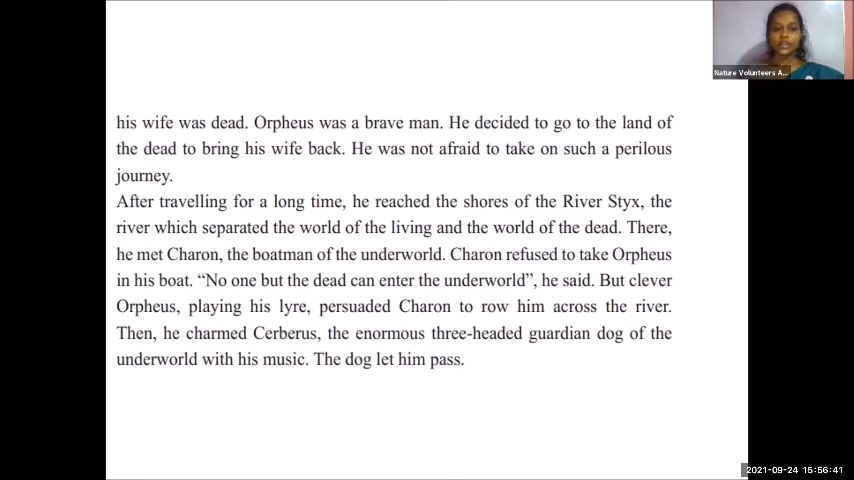 Nature Volunteers A...
his wife was dead. Orpheus was a brave man. He decided to go to the land of
the dead to bring his wife back. He was not afraid to take on such a perilous
journey.
After travelling for a long time, he reached the shores of the River Styx, the
river which separated the world of the living and the world of the dead. There,
he met Charon, the boatman of the underworld. Charon refused to take Orpheus
in his boat. “No one but the dead can enter the underworld”, he said. But clever
Orpheus, playing his lyre, persuaded Charon to row him across the river.
Then, he charmed Cerberus, the enormous three-headed guardian dog of the
underworld with his music. The dog let him pass.
2021-09-24 15:56:41